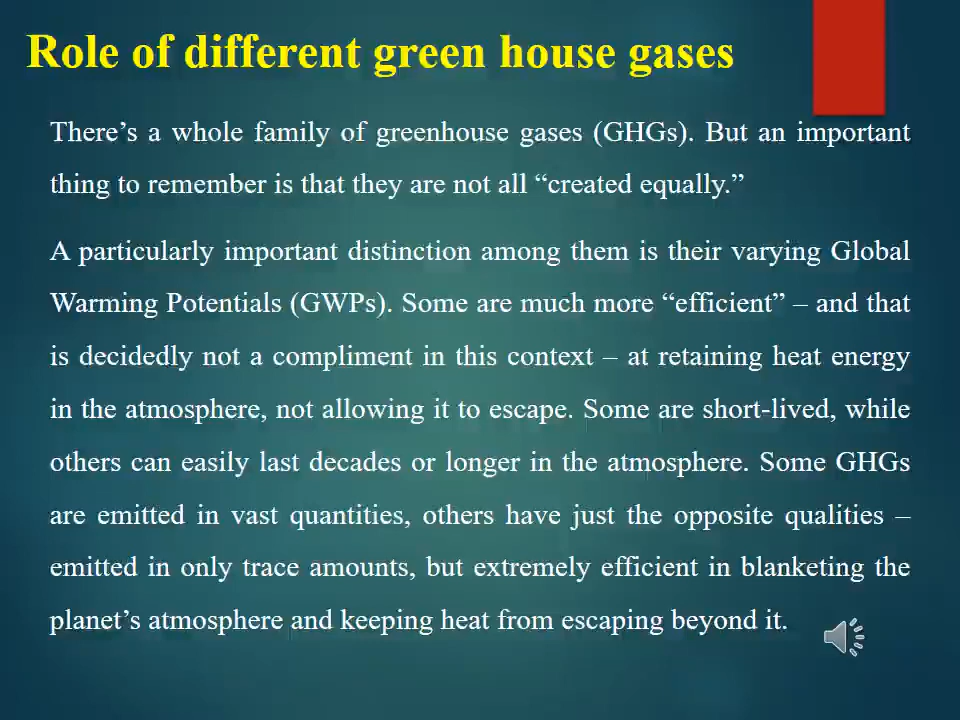 Role of different green house gases
There’s a whole family of greenhouse gases (GHGs). But an important
thing to remember is that they are not all “created equally.”
A particularly important distinction among them is their varying Global
Warming Potentials (GWPs). Some are much more “efficient” – and that
is decidedly not a compliment in this context – at retaining heat energy
in the atmosphere, not allowing it to escape. Some are short-lived, while
others can easily last decades or longer in the atmosphere. Some GHGs
are emitted in vast quantities, others have just the opposite qualities –
emitted in only trace amounts, but extremely efficient in blanketing the
planet’s atmosphere and keeping heat from escaping beyond it.